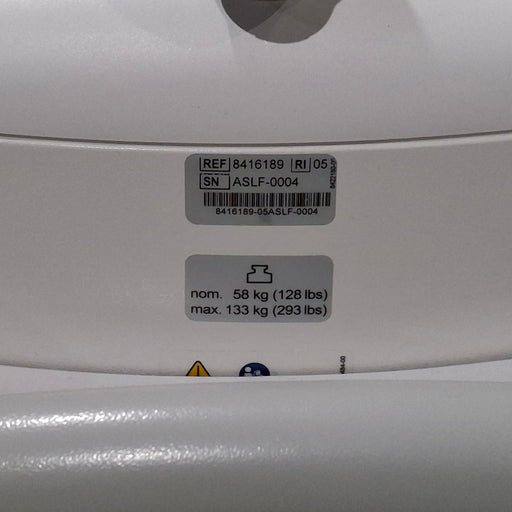 REF 8416189 RI 05
SN ASLF-0004
8416189-05ASLF-0004
nom. 58 kg (128 lbs)
max. 133 kg (293 lbs)